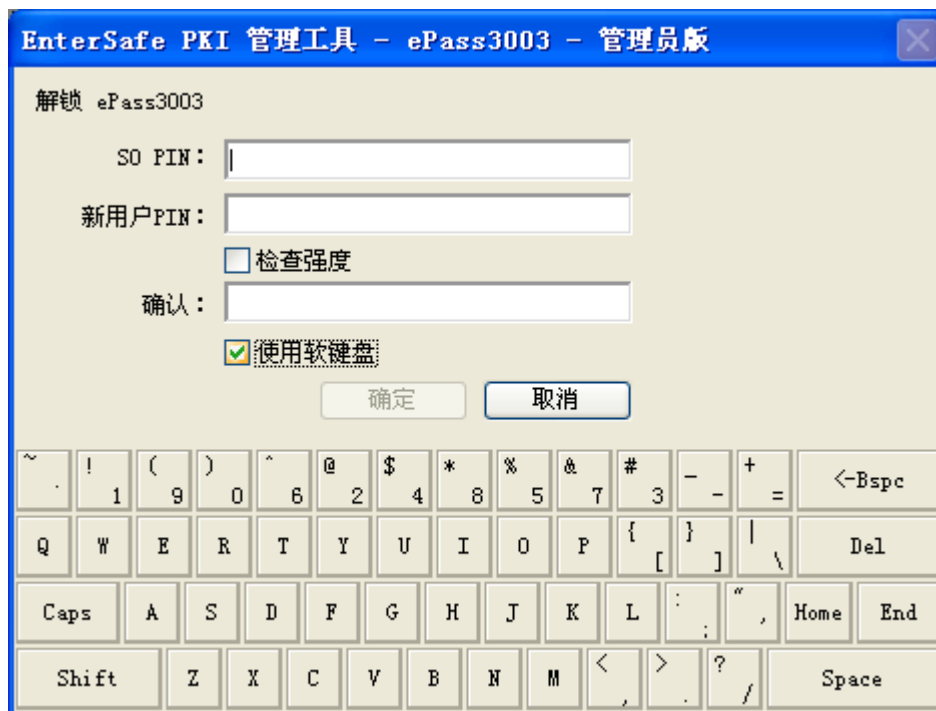 EnterSafe PKI 管理工具 - ePass3003 - 管理员版
解锁 ePass3003
SO PIN:
新用户PIN:
检查强度
确认:
使用软键盘
确定 取消
~ ` ! 1 ( 9 ) 0 ^ 6 @ 2 $ 4 * 8 % 5 & 7 # 3 _ - + = <-Bspc
Q W E R T Y U I O P { [ } ] | \ Del
Caps A S D F G H J K L : ; " , Home End
Shift Z X C V B N M < , > . ? / Space